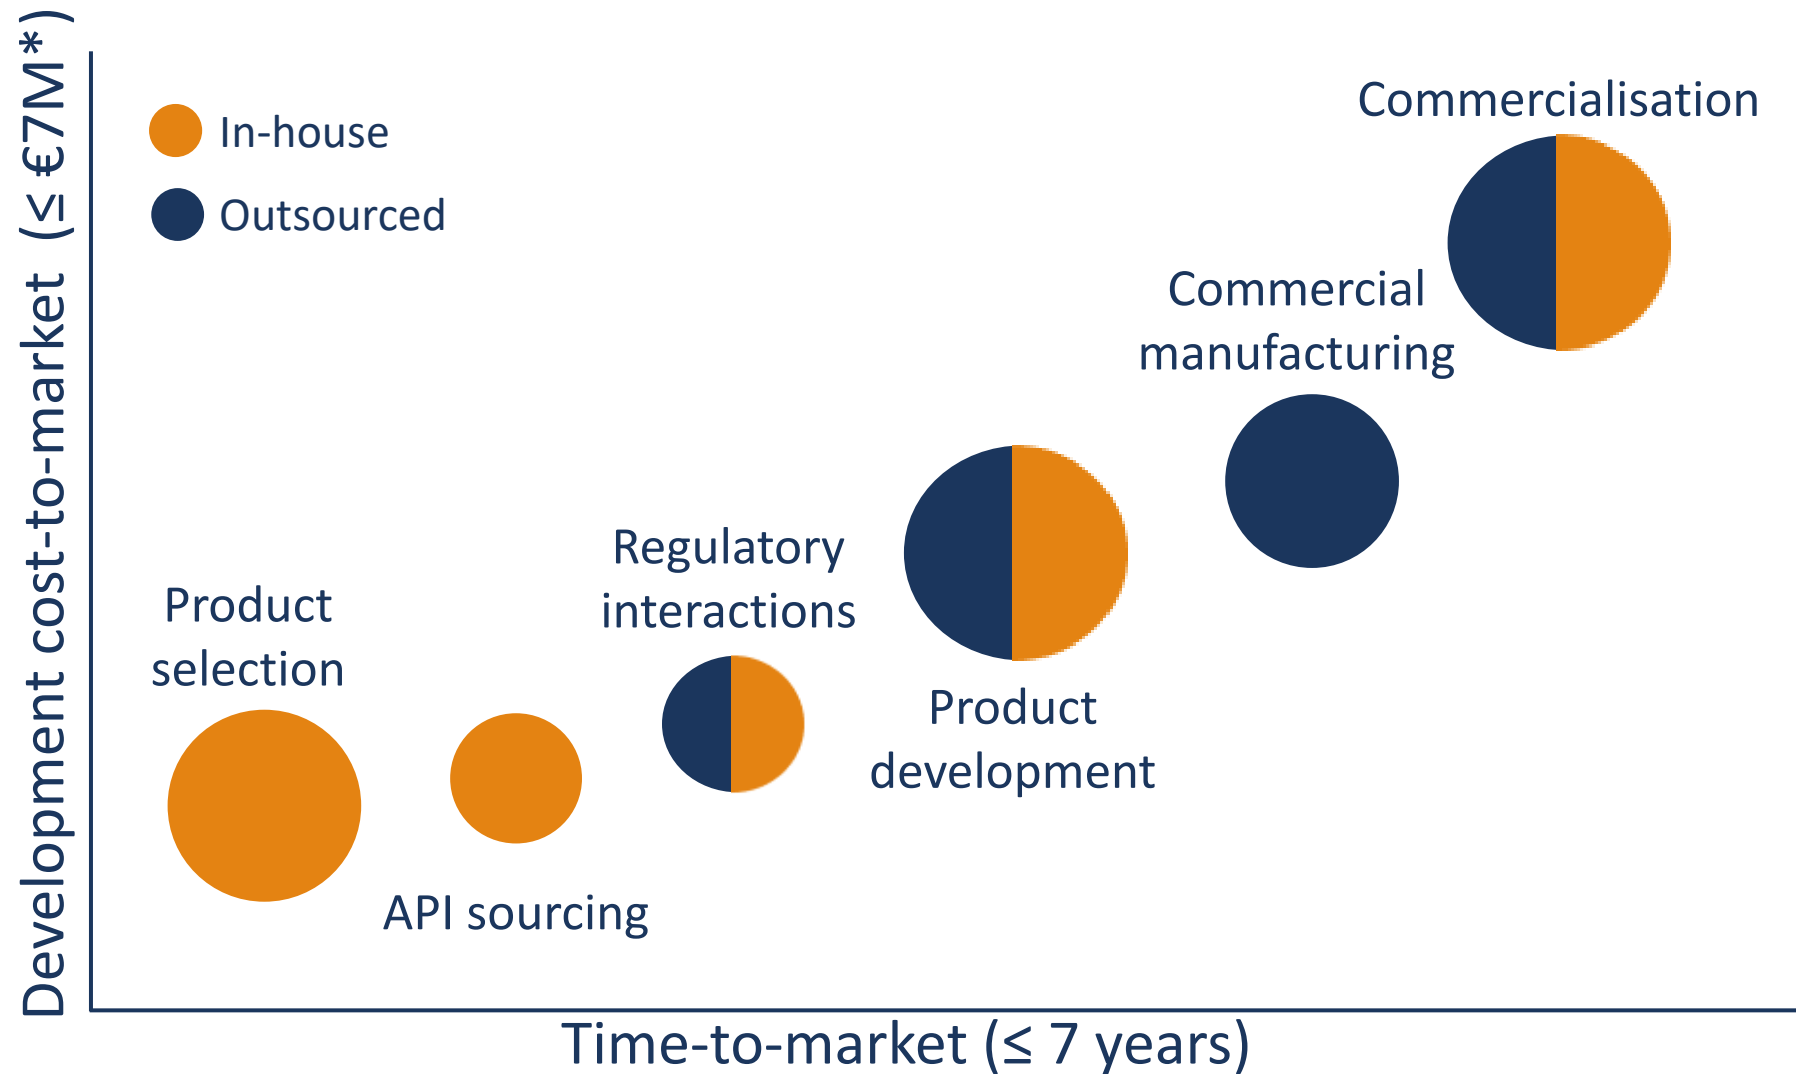 Development cost-to-market (≤ €7M*)
In-house
Outsourced
Commercialisation
Commercial
manufacturing
Regulatory
interactions
Product
selection
Product
development
API sourcing
Time-to-market (≤ 7 years)